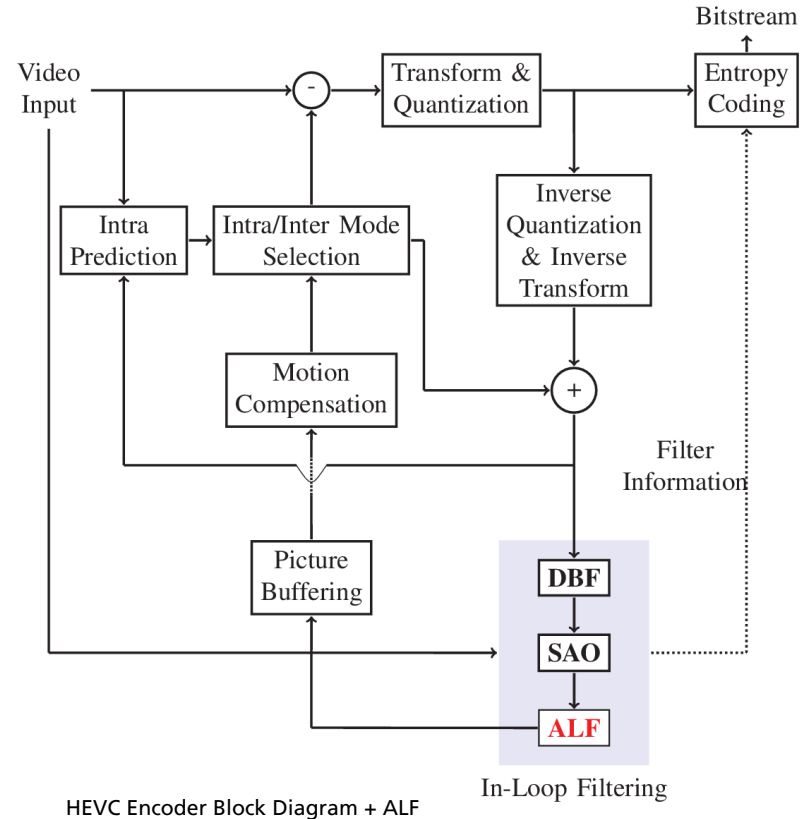 Bitstream
Video
Input
-
Transform &
Quantization
Entropy
Coding
Intra
Prediction
Intra/Inter Mode
Selection
Inverse
Quantization
& Inverse
Transform
Motion
Compensation
+
Filter
Information
Picture
Buffering
DBF
SAO
ALF
In-Loop Filtering
HEVC Encoder Block Diagram + ALF